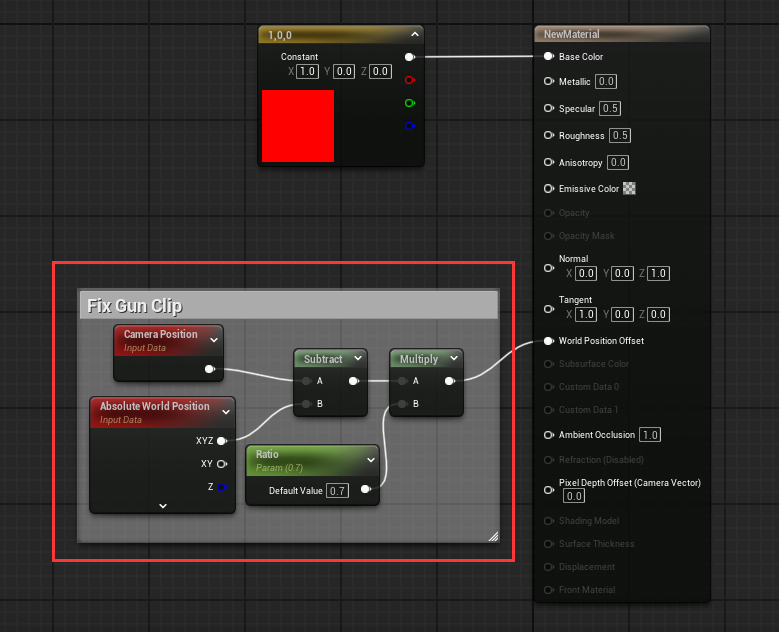 1,0,0
Constant
X 1.0 Y 0.0 Z 0.0
NewMaterial
Base Color
Metallic 0.0
Specular 0.5
Roughness 0.5
Anisotropy 0.0
Emissive Color
Opacity
Opacity Mask
Normal
X 0.0 Y 0.0 Z 1.0
Tangent
X 1.0 Y 0.0 Z 0.0
World Position Offset
Subsurface Color
Custom Data 0
Custom Data 1
Ambient Occlusion 1.0
Refraction (Disabled)
Pixel Depth Offset (Camera Vector)
0.0
Shading Model
Surface Thickness
Displacement
Front Material
Fix Gun Clip
Camera Position
Input Data
Absolute World Position
Input Data
XYZ
XY
Z
Subtract
A
B
Multiply
A
B
Ratio
Param (0.7)
Default Value 0.7